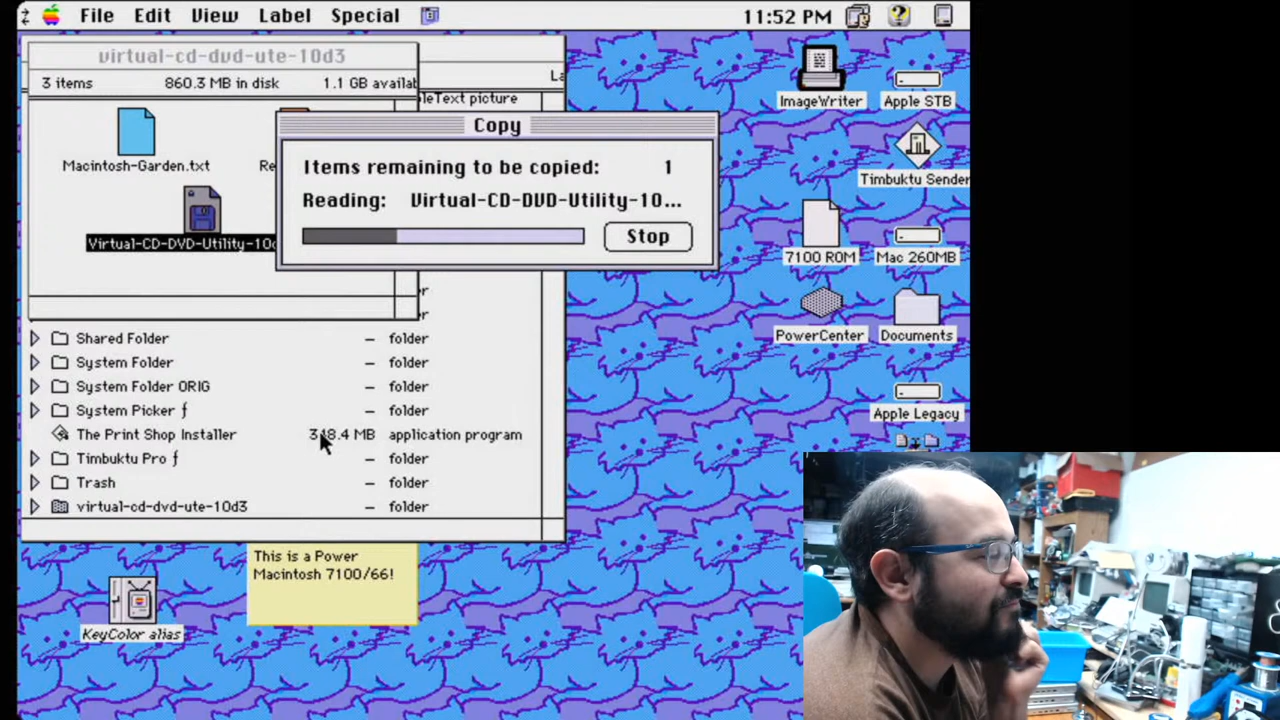 File Edit View Label Special 11:52 PM
virtual-cd-dvd-ute-10d3
3 items 860.3 MB in disk 1.1 GB availab
Macintosh-Garden.txt Re
Virtual-CD-DVD-Utility-10
La
leText picture
Copy
Items remaining to be copied: 1
Reading: Virtual-CD-DVD-Utility-10...
Stop
Shared Folder – folder
System Folder – folder
System Folder ORIG – folder
System Picker ƒ – folder
The Print Shop Installer 348.4 MB application program
Timbuktu Pro ƒ – folder
Trash – folder
virtual-cd-dvd-ute-10d3 – folder
This is a Power
Macintosh 7100/66!
KeyColor alias
ImageWriter Apple STB
Timbuktu Sender
7100 ROM Mac 260MB
PowerCenter Documents
Apple Legacy